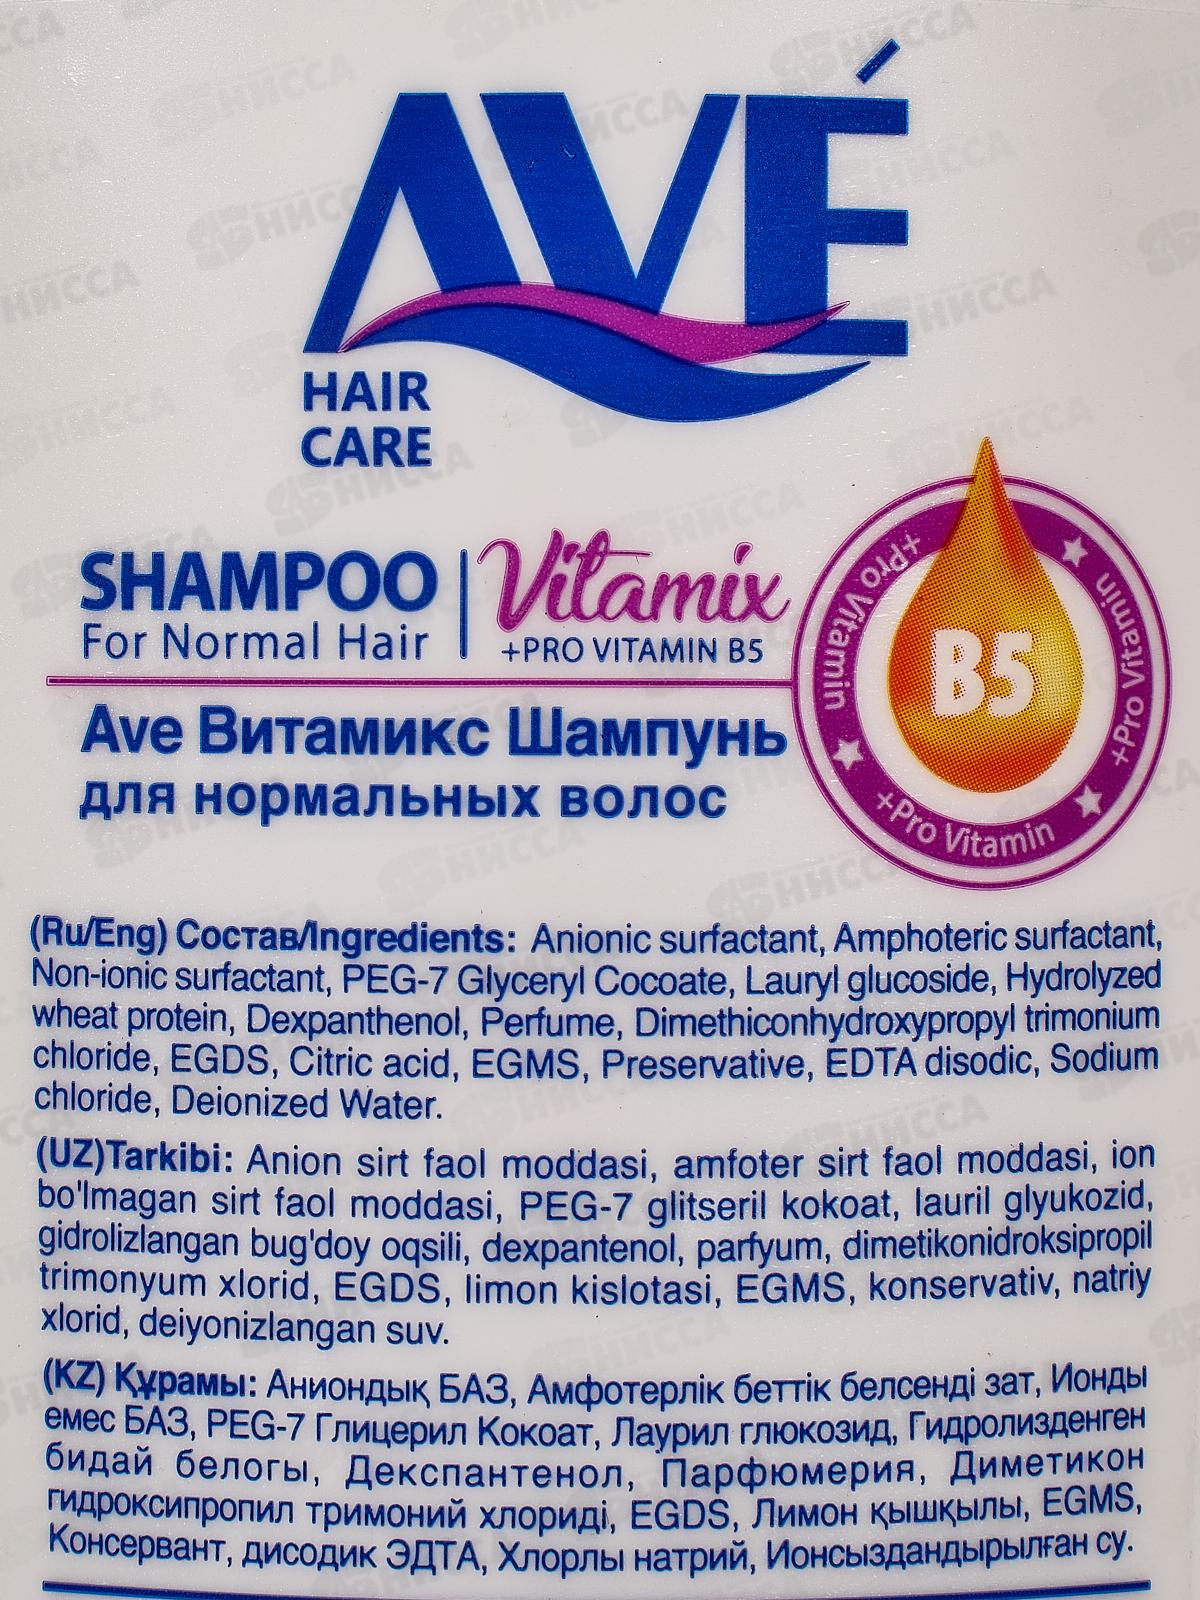 AVÉ
HAIR
CARE
SHAMPOO
For Normal Hair
Vitamix
+PRO VITAMIN B5
+Pro Vitamin
+Pro Vitamin
+Pro Vitamin
B5
Ave Витамикс Шампунь
для нормальных волос
(Ru/Eng) Состав/Ingredients: Anionic surfactant, Amphoteric surfactant,
Non-ionic surfactant, PEG-7 Glyceryl Cocoate, Lauryl glucoside, Hydrolyzed
wheat protein, Dexpanthenol, Perfume, Dimethiconhydroxypropyl trimonium
chloride, EGDS, Citric acid, EGMS, Preservative, EDTA disodic, Sodium
chloride, Deionized Water.
(UZ)Tarkibi: Anion sirt faol moddasi, amfoter sirt faol moddasi, ion
bo'lmagan sirt faol moddasi, PEG-7 glitseril kokoat, lauril glyukozid,
gidrolizlangan bug'doy oqsili, dexpantenol, parfyum, dimetikonidroksipropil
trimonyum xlorid, EGDS, limon kislotasi, EGMS, konservativ, natriy
xlorid, deiyonizlangan suv.
(KZ) Құрамы: Аниондық БАЗ, Амфотерлік беттік белсенді зат, Ионды
емес БАЗ, PEG-7 Глицерил Кокоат, Лаурил глюкозид, Гидролизденген
бидай белогы, Декспантенол, Парфюмерия, Диметикон
гидроксипропил тримоний хлориді, EGDS, Лимон қышқылы, EGMS,
Консервант, дисодик ЭДТА, Хлорлы натрий, Ионсыздандырылған су.